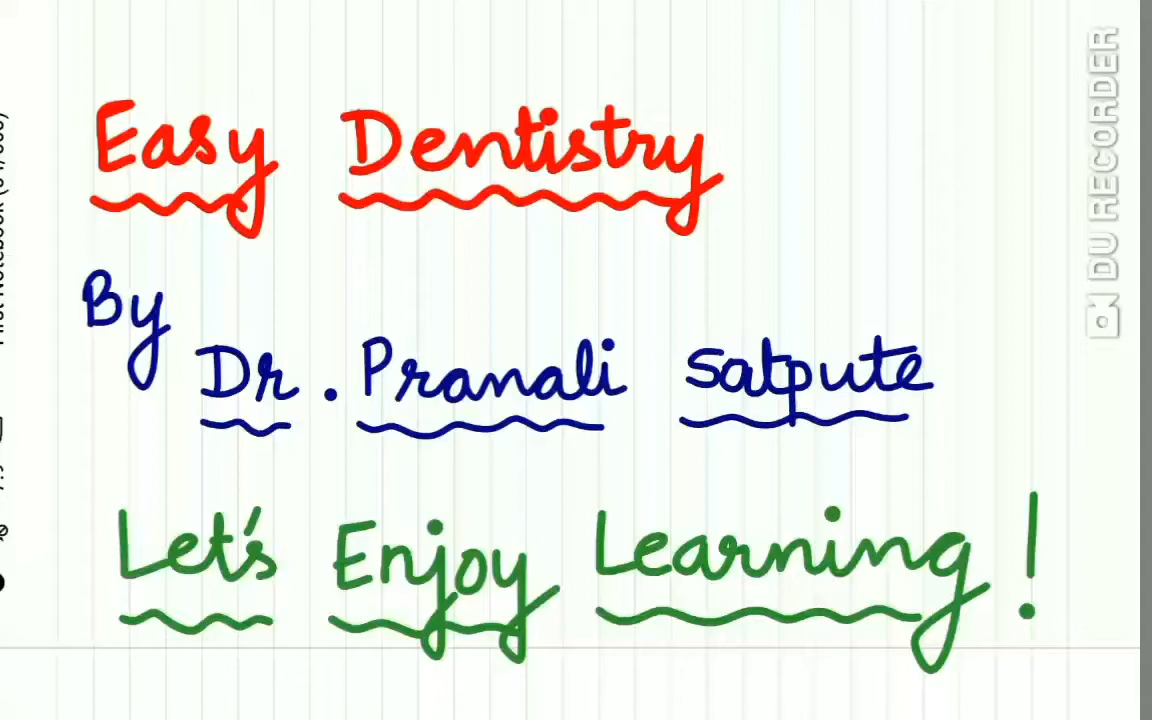 Easy Dentistry
By
Dr. Pranali Satpute
Let's Enjoy Learning!
DU RECORDER